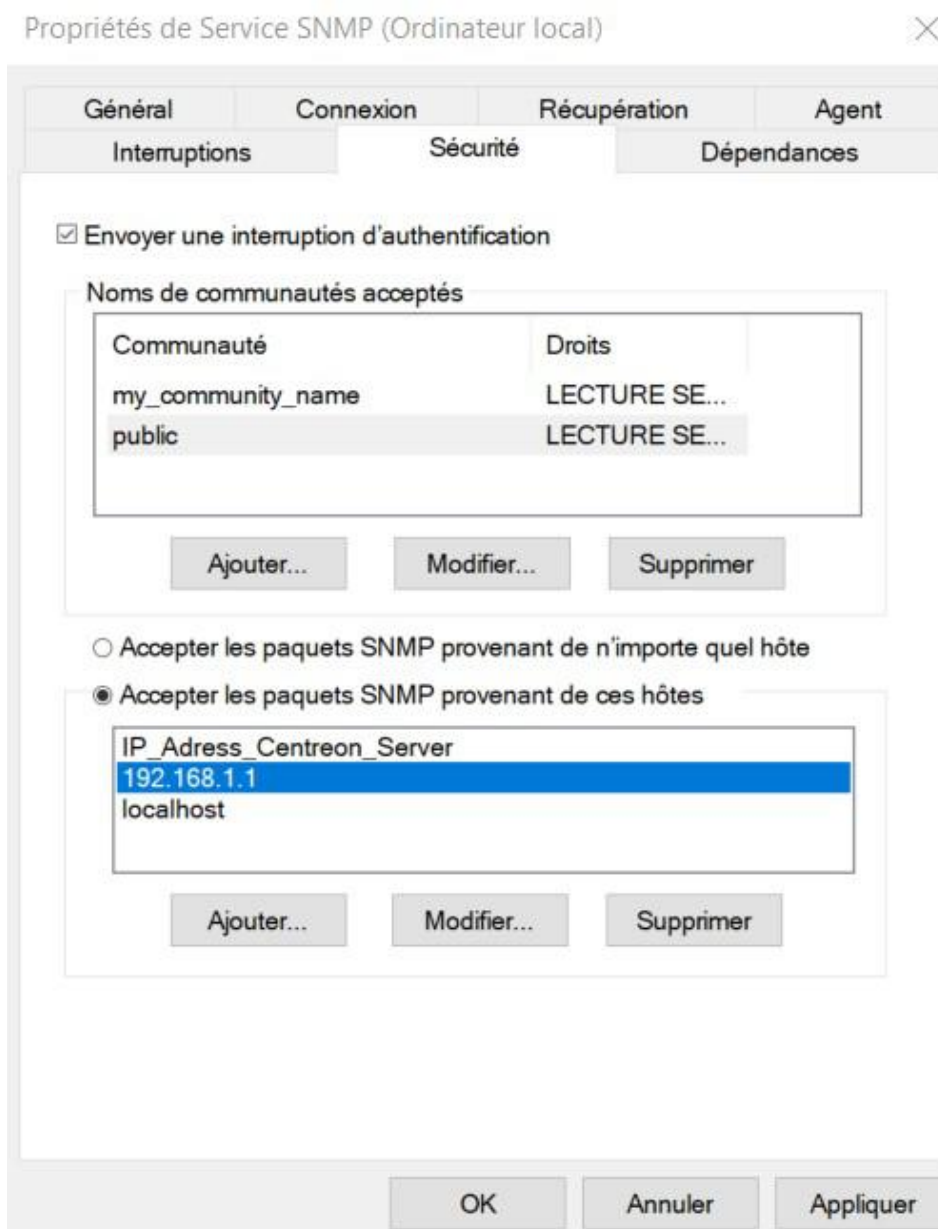 Propriétés de Service SNMP (Ordinateur local)
Général Connexion Récupération Agent
Interruptions Sécurité Dépendances
Envoyer une interruption d'authentification
Noms de communautés acceptés
Communauté Droits
my_community_name LECTURE SE...
public LECTURE SE...
Ajouter... Modifier... Supprimer
Accepter les paquets SNMP provenant de n'importe quel hôte
Accepter les paquets SNMP provenant de ces hôtes
IP_Adress_Centreon_Server
192.168.1.1
localhost
Ajouter... Modifier... Supprimer
OK Annuler Appliquer